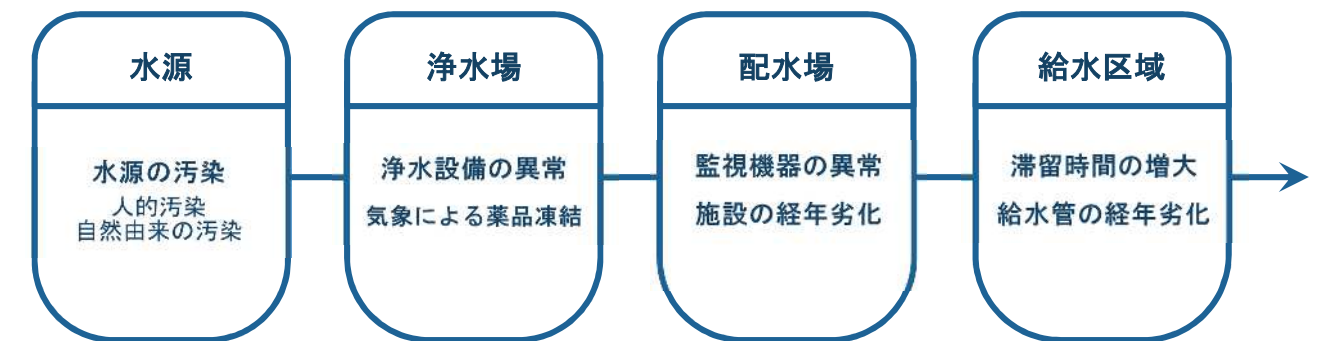 水源
水源の汚染
人的汚染
自然由来の汚染
浄水場
浄水設備の異常
気象による薬品凍結
配水場
監視機器の異常
施設の経年劣化
給水区域
滞留時間の増大
給水管の経年劣化